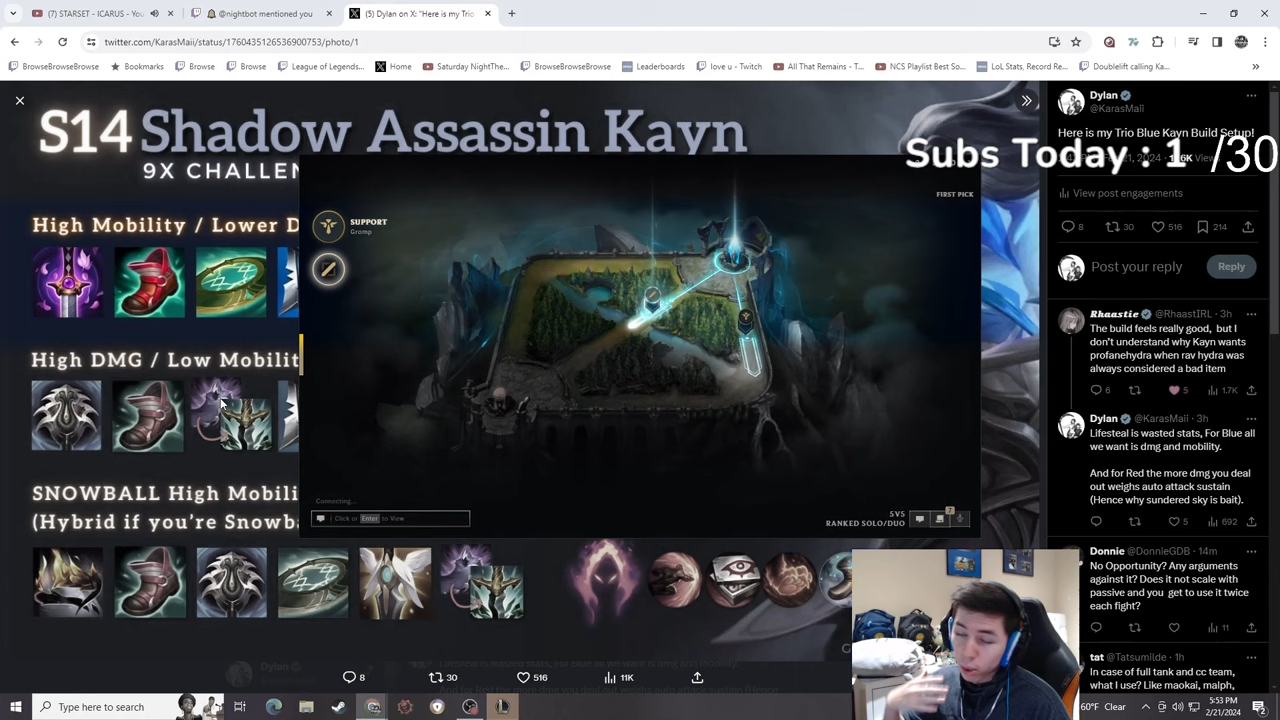 (7) STARSET - ICARUS - You
@nightbot mentioned you
(5) Dylan on X: "Here is my Trio
twitter.com/KarasMaii/status/1760435126536900753/photo/1
BrowseBrowseBrowse
Bookmarks
Browse
Browse
League of Legends...
Home
Saturday NightThe...
BrowseBrowseBrowse
Leaderboards
love u - Twitch
All That Remains - T...
NCS Playlist Best So...
LoL Stats, Record Re...
Doublelift calling Ka...
S14 Shadow Assassin Kayn
9X CHALLEN
High Mobility / Lower D
High DMG / Low Mobilit
SNOWBALL High Mobili
(Hybrid if you're Snowba
SUPPORT
Gromp
FIRST PICK
Connecting...
Click or Enter to View
5V5
RANKED SOLO/DUO
7
8
30
516
11K
Dylan
@KarasMaii
Here is my Trio Blue Kayn Build Setup!
Subs Today : 1 /30
View post engagements
8
30
516
214
Post your reply
Reply
Rhaastie @RhaastIRL · 3h
The build feels really good, but I
don't understand why Kayn wants
profanehydra when rav hydra was
always considered a bad item
6
5
1.7K
Dylan @KarasMaii · 3h
Lifesteal is wasted stats, For Blue all
we want is dmg and mobility.
And for Red the more dmg you deal
out weighs auto attack sustain
(Hence why sundered sky is bait).
5
692
Donnie @DonnieGDB · 14m
No Opportunity? Any arguments
against it? Does it not scale with
passive and you get to use it twice
each fight?
11
tat @Tatsumilde · 1h
In case of full tank and cc team,
what I use? Like maokai, malph,
Type here to search
60°F Clear
5:53 PM
2/21/2024
2